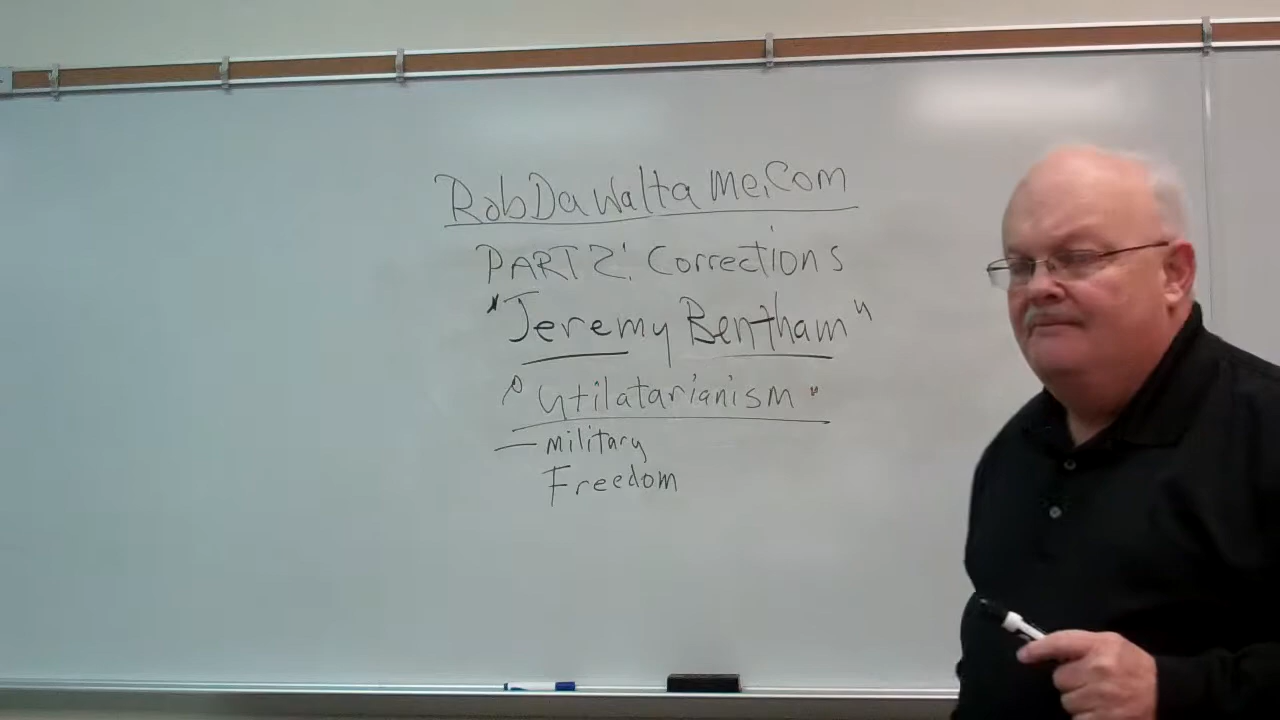 RobDawaltame.Com
PART 2: Corrections
"Jeremy Bentham"
"Utilatarianism"
- military
Freedom